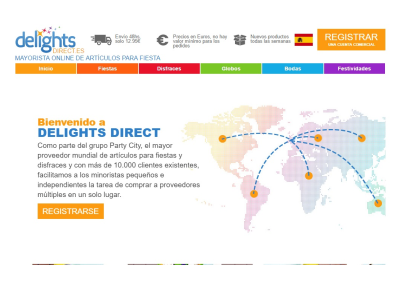 delights
DIRECT.ES
MAYORISTA ONLINE DE ARTÍCULOS PARA FIESTA
Envío 48hrs,
solo 12.99€
Precios en Euros, no hay
valor mínimo para los
pedidos
Nuevos productos
todas las semanas
REGISTRAR
UNA CUENTA COMERCIAL
Inicio
Fiestas
Disfraces
Globos
Bodas
Festividades
Bienvenido a
DELIGHTS DIRECT
Como parte del grupo Party City, el mayor
proveedor mundial de artículos para fiestas y
disfraces y con más de 10.000 clientes existentes,
facilitamos a los minoristas pequeños e
independientes la tarea de comprar a proveedores
múltiples en un solo lugar.
REGISTRARSE